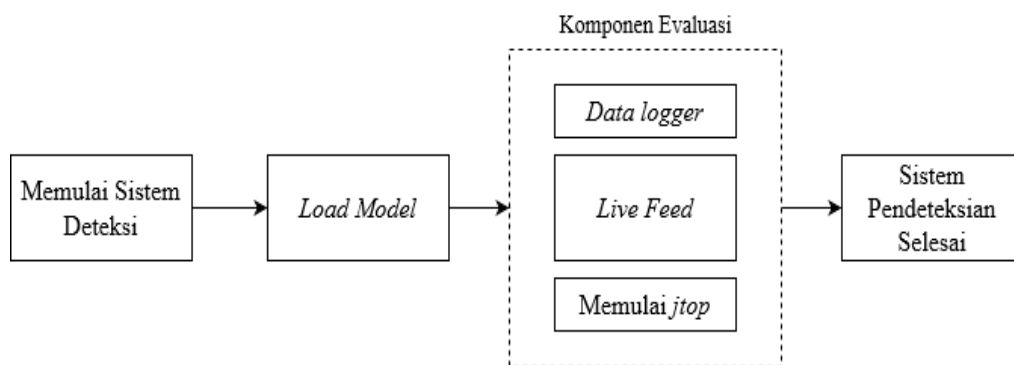 Komponen Evaluasi
Memulai Sistem
Deteksi
Load Model
Data logger
Live Feed
Memulai jtop
Sistem
Pendeteksian
Selesai